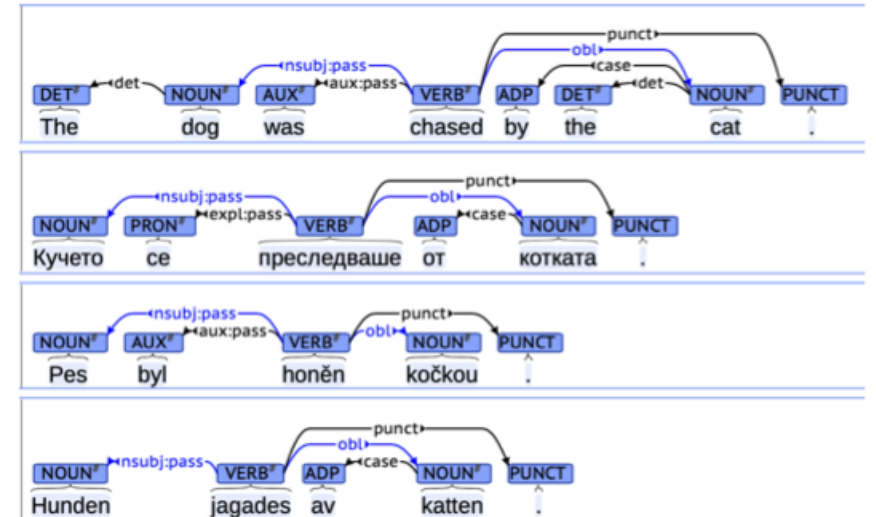 punct
obl
nsubj:pass case
det aux:pass det
DET NOUN AUX VERB ADP DET NOUN PUNCT
The dog was chased by the cat .
punct
nsubj:pass obl
expl:pass case
NOUN PRON VERB ADP NOUN PUNCT
Кучето се преследваше от котката .
nsubj:pass punct
aux:pass obl
NOUN AUX VERB NOUN PUNCT
Pes byl honěn kočkou .
punct
obl
nsubj:pass case
NOUN VERB ADP NOUN PUNCT
Hunden jagades av katten .